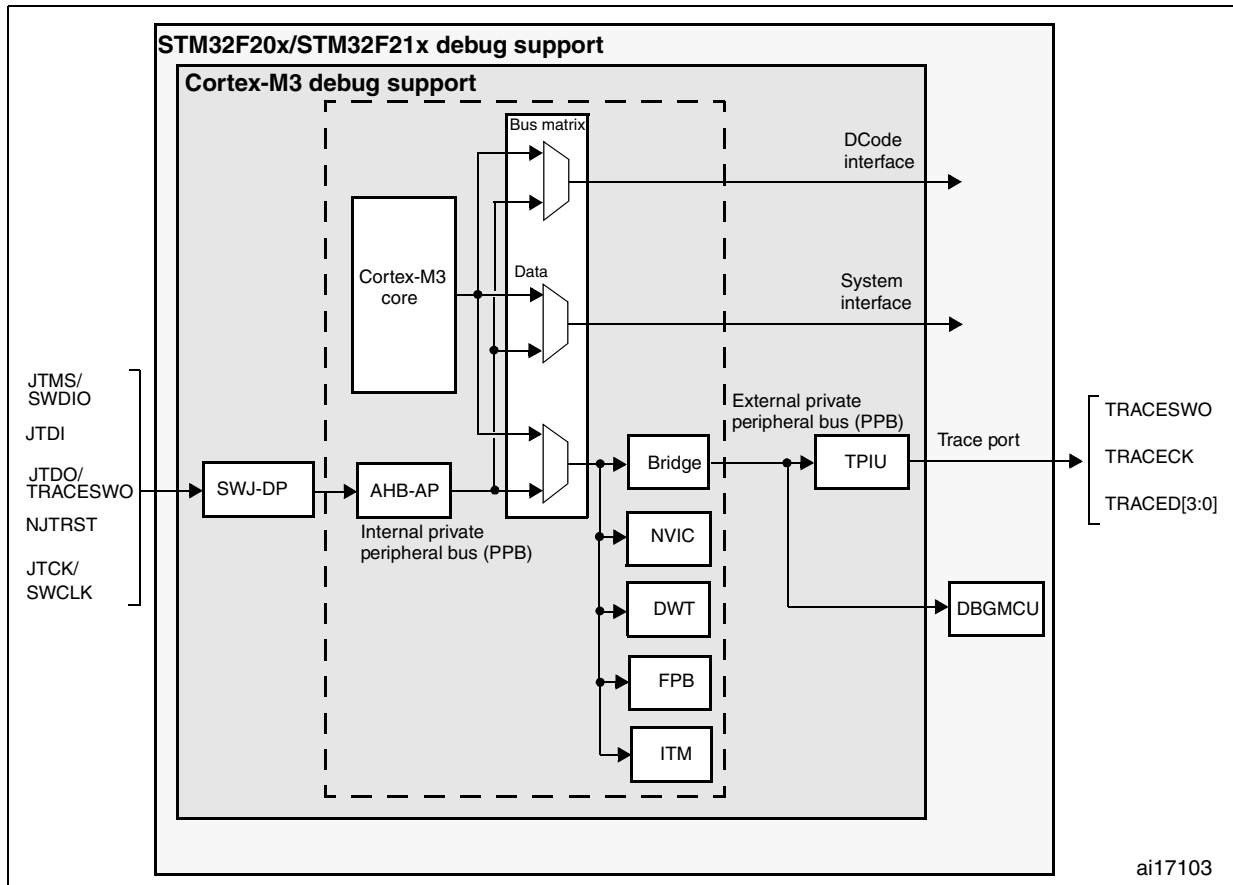 STM32F20x/STM32F21x debug support
Cortex-M3 debug support
Bus matrix
DCode
interface
Cortex-M3
core
Data
System
interface
JTMS/
SWDIO
JTDI
JTDO/
TRACESWO
NJTRST
JTCK/
SWCLK
SWJ-DP
AHB-AP
Internal private
peripheral bus (PPB)
Bridge
NVIC
DWT
FPB
ITM
External private
peripheral bus (PPB)
TPIU
Trace port
TRACESWO
TRACECK
TRACED[3:0]
DBGMCU
ai17103